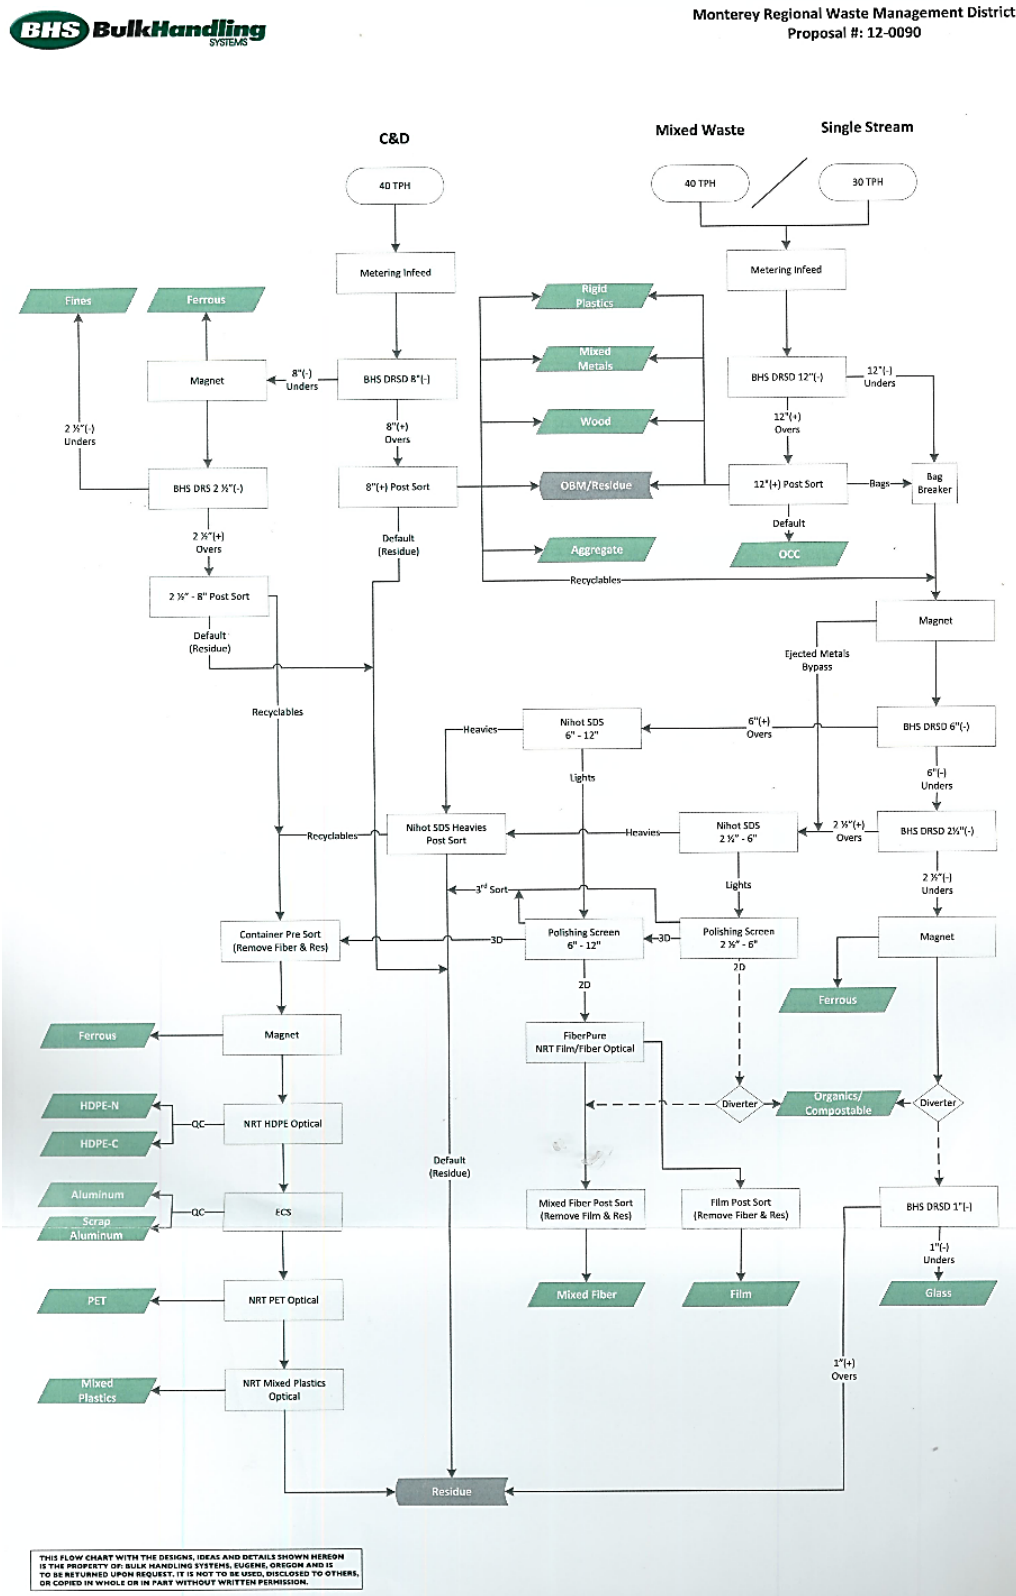 BHS BulkHandling
SYSTEMS
Monterey Regional Waste Management District
Proposal #: 12-0090
C&D
Mixed Waste
Single Stream
40 TPH
40 TPH
30 TPH
Metering Infeed
Metering Infeed
Fines
Ferrous
Rigid
Plastics
Mixed
Metals
Wood
OBM/Residue
Aggregate
Magnet
8"(-)
Unders
BHS DRSD 8"(-)
BHS DRSD 12"(-)
12"(-)
Unders
2 ½"(-)
Unders
8"(+)
Overs
12"(+)
Overs
BHS DRS 2 ½"(-)
8"(+) Post Sort
12"(+) Post Sort
Bags
Bag
Breaker
Default
OCC
2 ½"(+)
Overs
Default
(Residue)
Recyclables
2 ½" - 8" Post Sort
Default
(Residue)
Magnet
Ejected Metals
Bypass
Recyclables
Heavies
Nihot SDS
6" - 12"
6"(+)
Overs
BHS DRSD 6"(-)
Lights
6"(-)
Unders
Recyclables
Nihot SDS Heavies
Post Sort
Heavies
Nihot SDS
2 ½" - 6"
2 ½"(+)
Overs
BHS DRSD 2½"(-)
3rd Sort
Lights
2 ½"(-)
Unders
Container Pre Sort
(Remove Fiber & Res)
3D
Polishing Screen
6" - 12"
3D
Polishing Screen
2 ½" - 6"
Magnet
2D
2D
Ferrous
Ferrous
Magnet
FiberPure
NRT Film/Fiber Optical
HDPE-N
HDPE-C
QC
NRT HDPE Optical
Diverter
Organics/
Compostable
Diverter
Default
(Residue)
Aluminum
Scrap
Aluminum
QC
ECS
Mixed Fiber Post Sort
(Remove Film & Res)
Film Post Sort
(Remove Fiber & Res)
BHS DRSD 1"(-)
1"(-)
Unders
PET
NRT PET Optical
Mixed Fiber
Film
Glass
1"(+)
Overs
Mixed
Plastics
NRT Mixed Plastics
Optical
Residue
THIS FLOW CHART WITH THE DESIGNS, IDEAS AND DETAILS SHOWN HEREON
IS THE PROPERTY OF: BULK HANDLING SYSTEMS, EUGENE, OREGON AND IS
TO BE RETURNED UPON REQUEST. IT IS NOT TO BE USED, DISCLOSED TO OTHERS,
OR COPIED IN WHOLE OR IN PART WITHOUT WRITTEN PERMISSION.